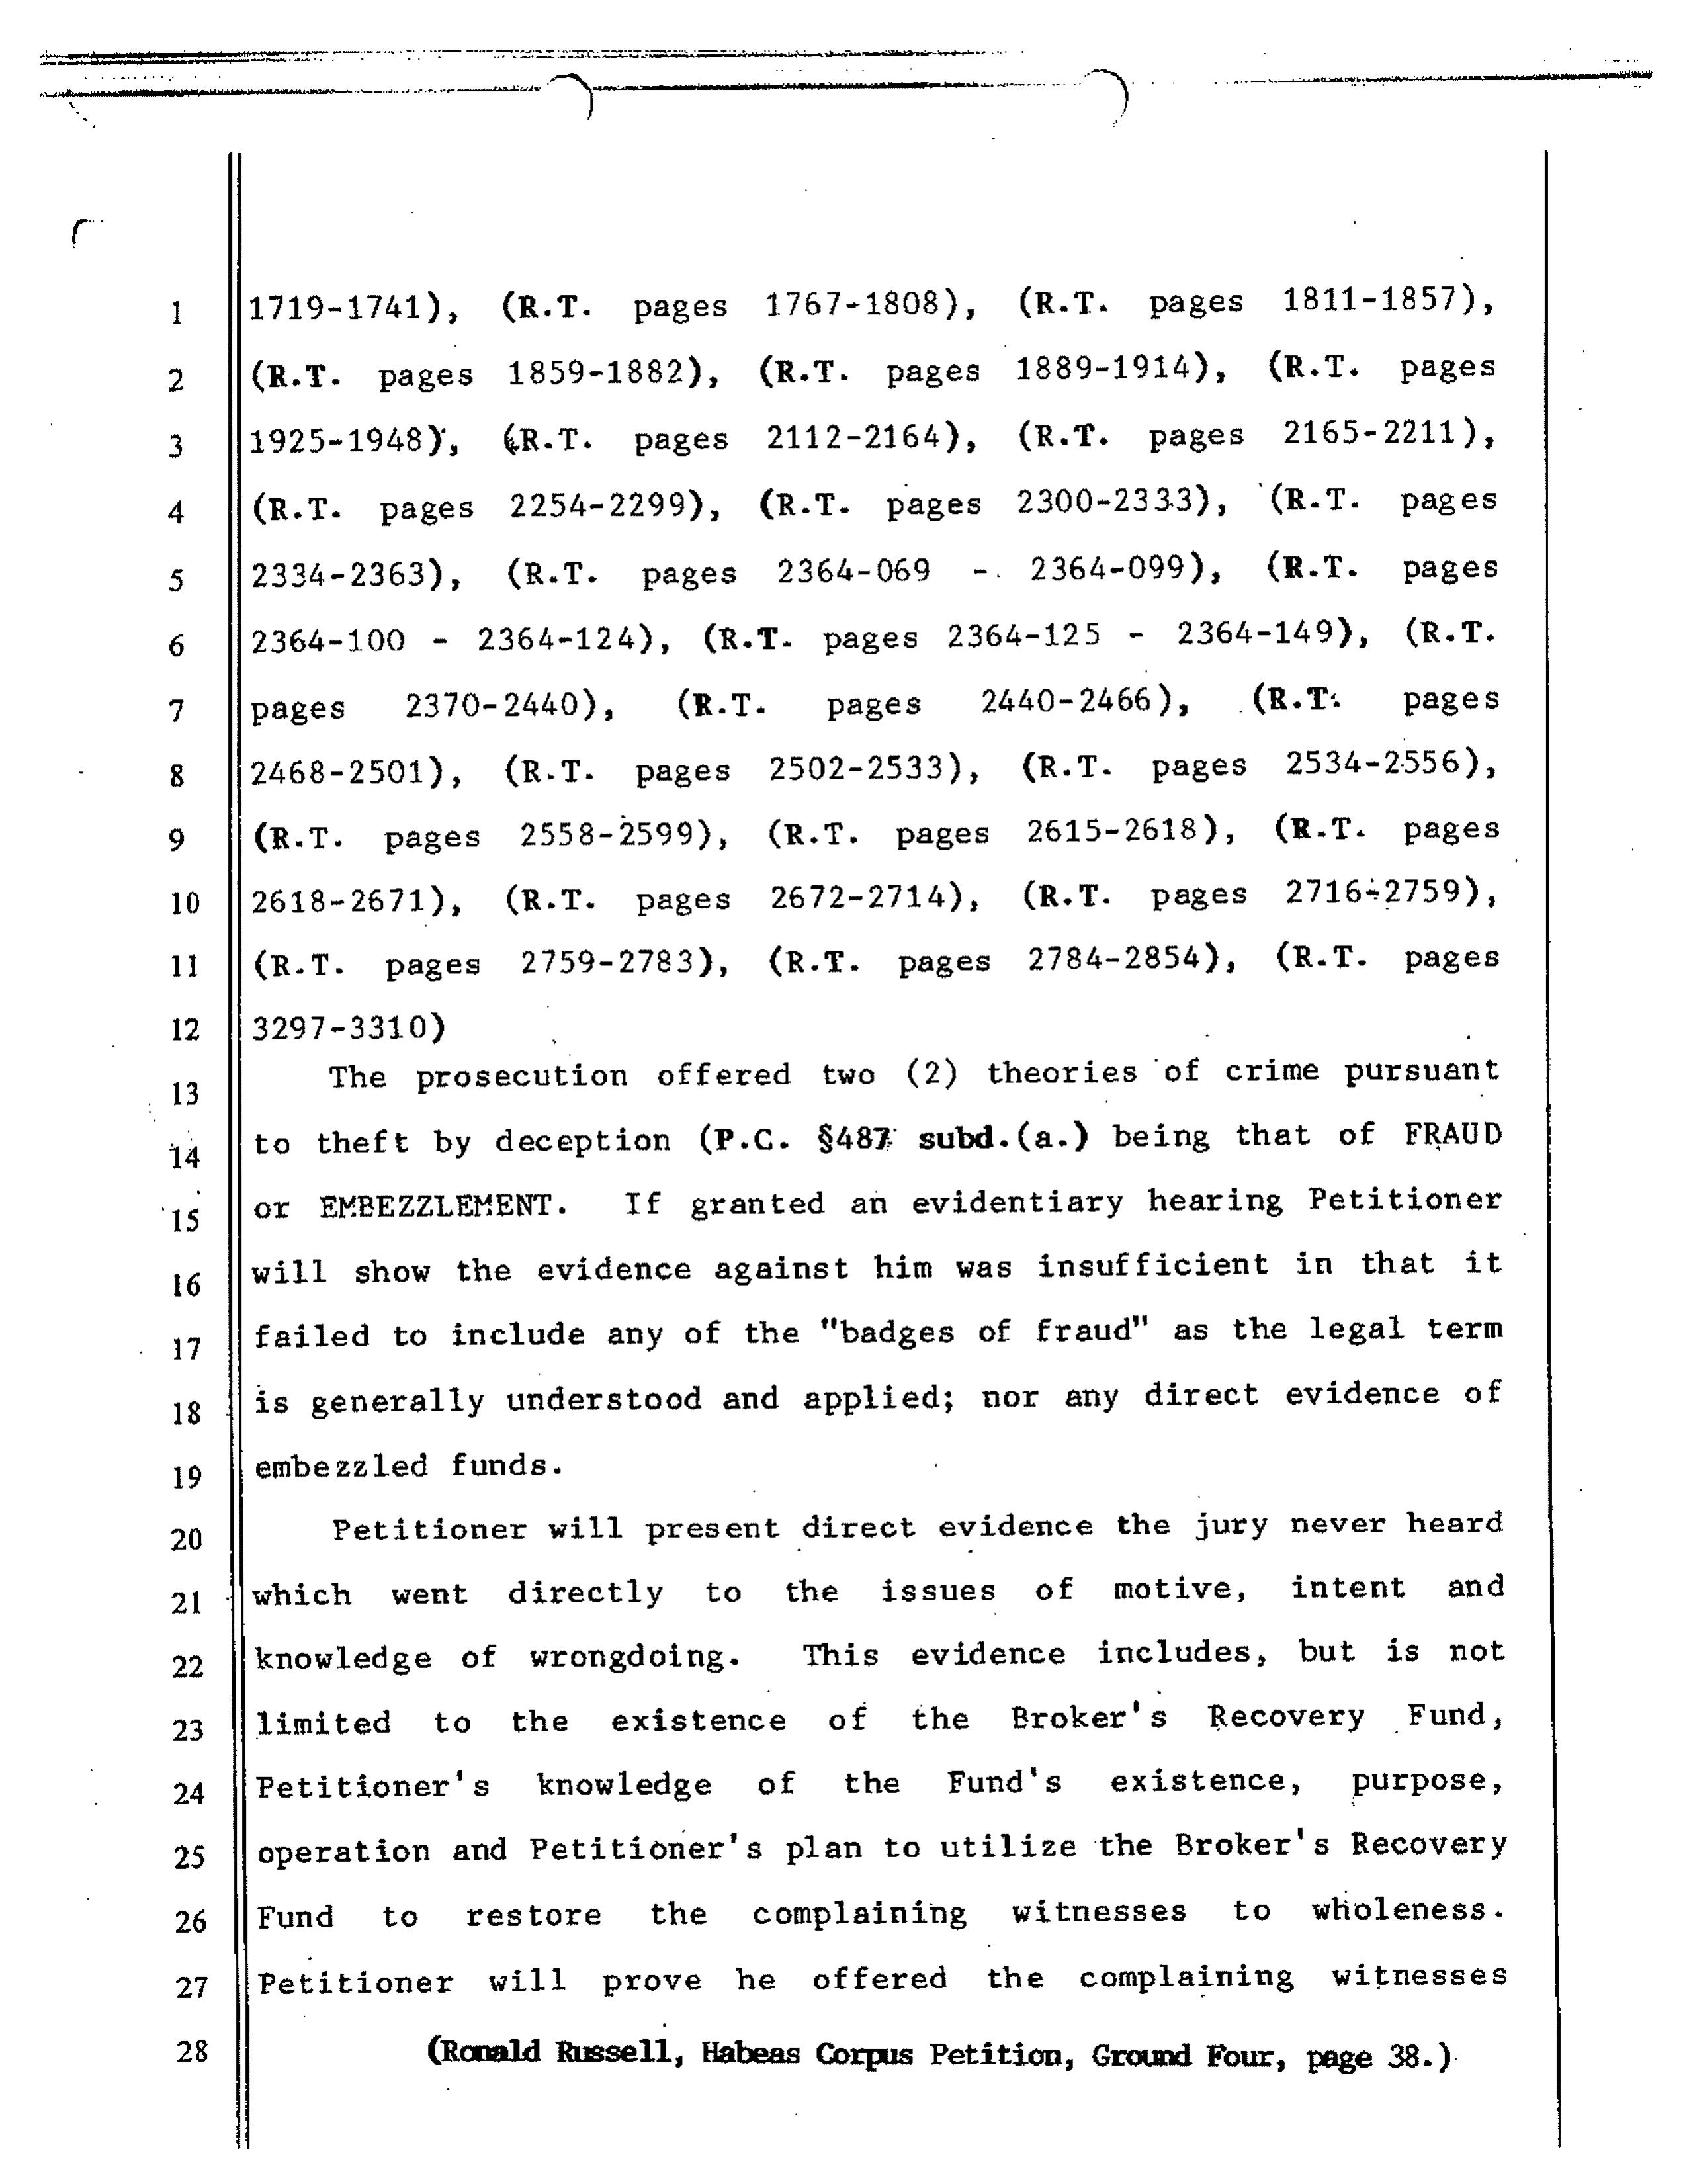 1 1719-1741), (R.T. pages 1767-1808), (R.T. pages 1811-1857),
2 (R.T. pages 1859-1882), (R.T. pages 1889-1914), (R.T. pages
3 1925-1948), (R.T. pages 2112-2164), (R.T. pages 2165-2211),
4 (R.T. pages 2254-2299), (R.T. pages 2300-2333), (R.T. pages
5 2334-2363), (R.T. pages 2364-069 - 2364-099), (R.T. pages
6 2364-100 - 2364-124), (R.T. pages 2364-125 - 2364-149), (R.T.
7 pages 2370-2440), (R.T. pages 2440-2466), (R.T. pages
8 2468-2501), (R.T. pages 2502-2533), (R.T. pages 2534-2556),
9 (R.T. pages 2558-2599), (R.T. pages 2615-2618), (R.T. pages
10 2618-2671), (R.T. pages 2672-2714), (R.T. pages 2716-2759),
11 (R.T. pages 2759-2783), (R.T. pages 2784-2854), (R.T. pages
12 3297-3310)
13 The prosecution offered two (2) theories of crime pursuant
14 to theft by deception (P.C. §487 subd.(a.) being that of FRAUD
15 or EMBEZZLEMENT. If granted an evidentiary hearing Petitioner
16 will show the evidence against him was insufficient in that it
17 failed to include any of the "badges of fraud" as the legal term
18 is generally understood and applied; nor any direct evidence of
19 embezzled funds.
20 Petitioner will present direct evidence the jury never heard
21 which went directly to the issues of motive, intent and
22 knowledge of wrongdoing. This evidence includes, but is not
23 limited to the existence of the Broker's Recovery Fund,
24 Petitioner's knowledge of the Fund's existence, purpose,
25 operation and Petitioner's plan to utilize the Broker's Recovery
26 Fund to restore the complaining witnesses to wholeness.
27 Petitioner will prove he offered the complaining witnesses
28 (Ronald Russell, Habeas Corpus Petition, Ground Four, page 38.)